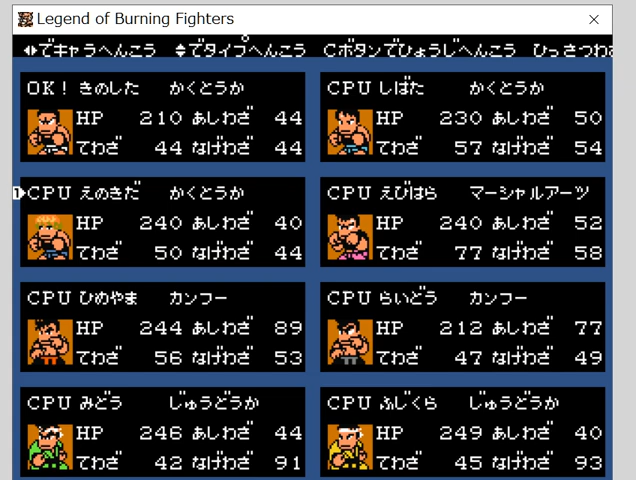 Legend of Burning Fighters
でキャラへんこう でタイプへんこう Cボタンでひょうじへんこう ひっさつわざ
OK! きのした かくとうか
HP 210 あしわざ 44
てわざ 44 なげわざ 44
CPU しばた かくとうか
HP 230 あしわざ 50
てわざ 57 なげわざ 54
1 CPU えのきだ かくとうか
HP 240 あしわざ 40
てわざ 50 なげわざ 44
CPU えびはら マーシャルアーツ
HP 240 あしわざ 52
てわざ 77 なげわざ 58
CPU ひめやま カンフー
HP 244 あしわざ 89
てわざ 56 なげわざ 53
CPU らいどう カンフー
HP 212 あしわざ 77
てわざ 47 なげわざ 49
CPU みどう じゅうどうか
HP 246 あしわざ 44
てわざ 42 なげわざ 91
CPU ふじくら じゅうどうか
HP 249 あしわざ 40
てわざ 45 なげわざ 93